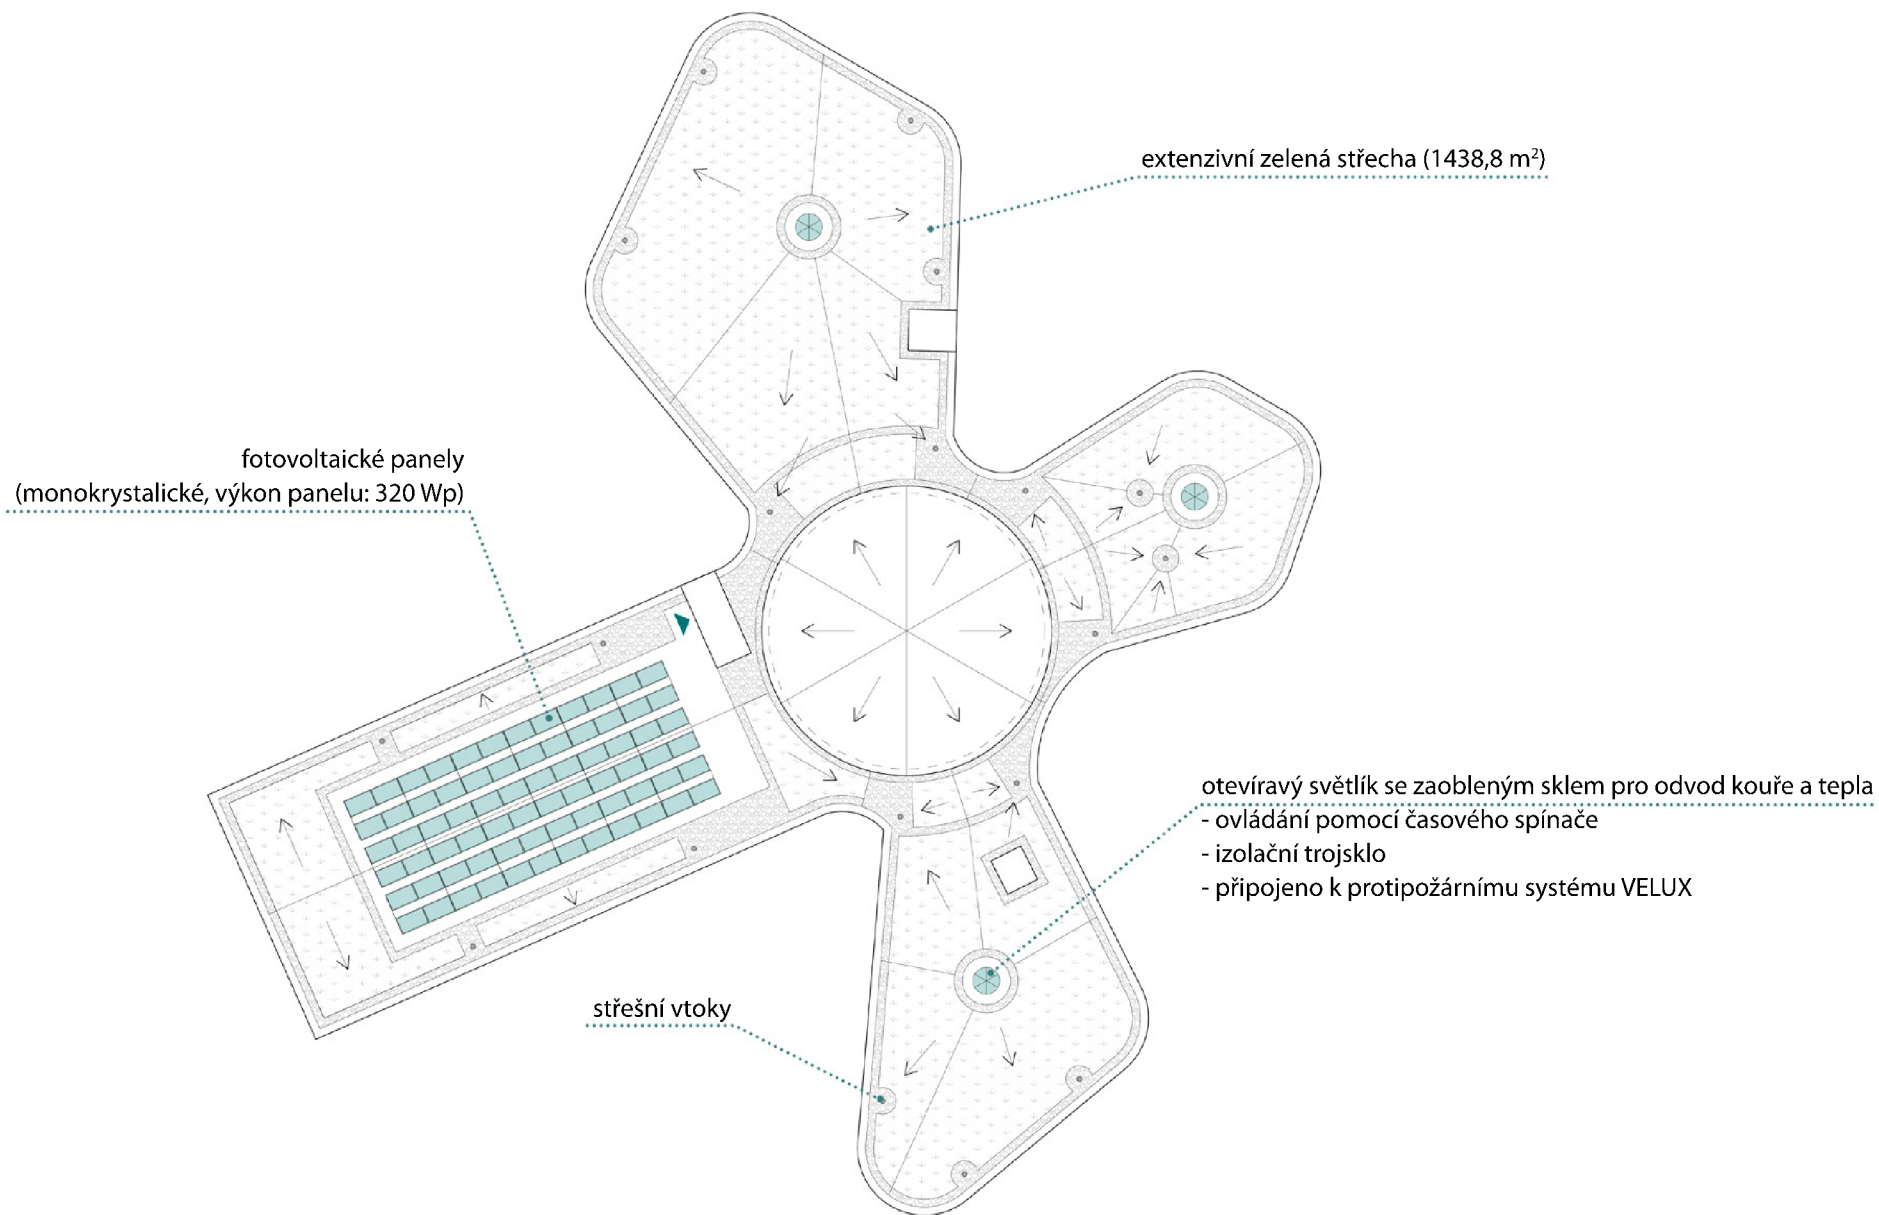 extenzivní zelená střecha (1438,8 m²)
fotovoltaické panely
(monokrystalické, výkon panelu: 320 Wp)
otevíravý světlík se zaobleným sklem pro odvod kouře a tepla
- ovládání pomocí časového spínače
- izolační trojsklo
- připojeno k protipožárnímu systému VELUX
střešní vtoky